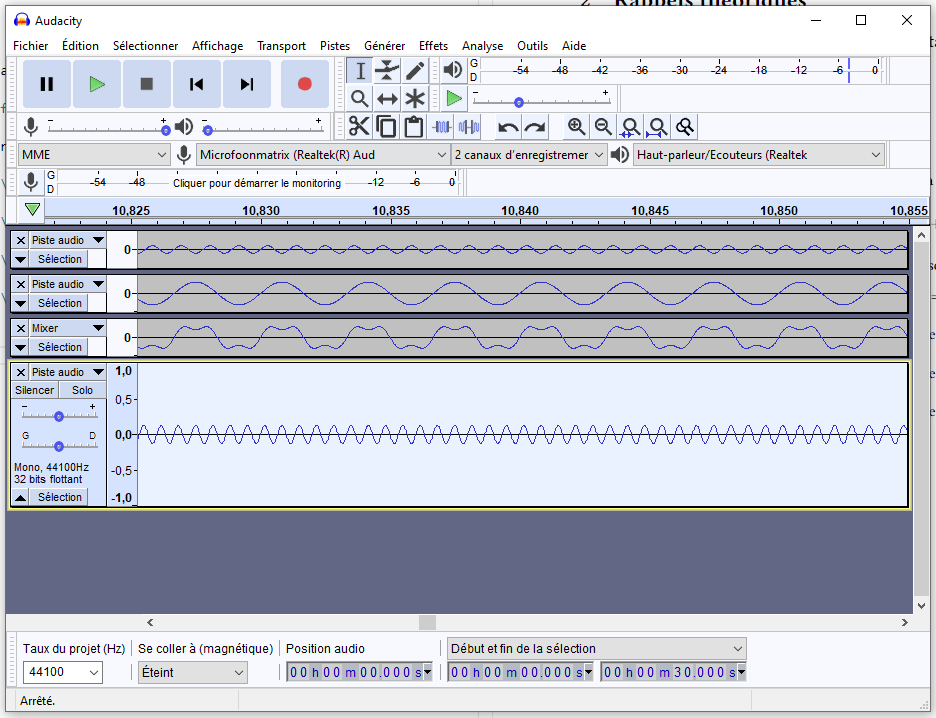 2 Rappels théoriques
Audacity
Fichier Édition Sélectionner Affichage Transport Pistes Générer Effets Analyse Outils Aide
G
D
-54 -48 -42 -36 -30 -24 -18 -12 -6 0
- +
- + - +
MME Microfoonmatrix (Realtek(R) Aud 2 canaux d'enregistremer Haut-parleur/Ecouteurs (Realtek
G
D
-54 -48 Cliquer pour démarrer le monitoring -12 -6 0
10,825 10,830 10,835 10,840 10,845 10,850 10,855
Piste audio 0
Sélection
Piste audio 0
Sélection
Mixer 0
Sélection
Piste audio 1,0
Silencer Solo
- + 0,5
G D 0,0
Mono, 44100Hz -0,5
32 bits flottant
Sélection -1,0
Taux du projet (Hz) Se coller à (magnétique) Position audio Début et fin de la sélection
44100 Éteint 00 h 00 m 00.000 s 00 h 00 m 00.000 s 00 h 00 m 30.000 s
Arrêté.